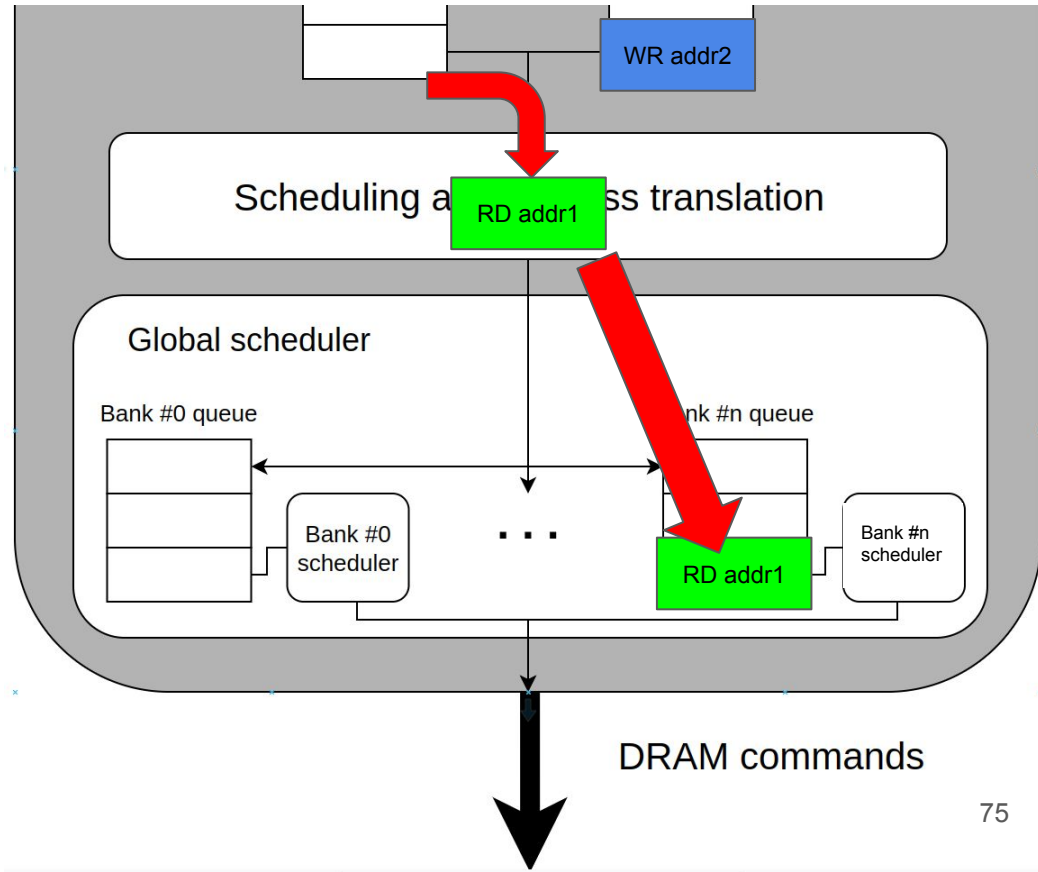 WR addr2
Scheduling a
RD addr1
ss translation
Global scheduler
Bank #0 queue
nk #n queue
Bank #0
scheduler
. . .
Bank #n
scheduler
RD addr1
DRAM commands
75